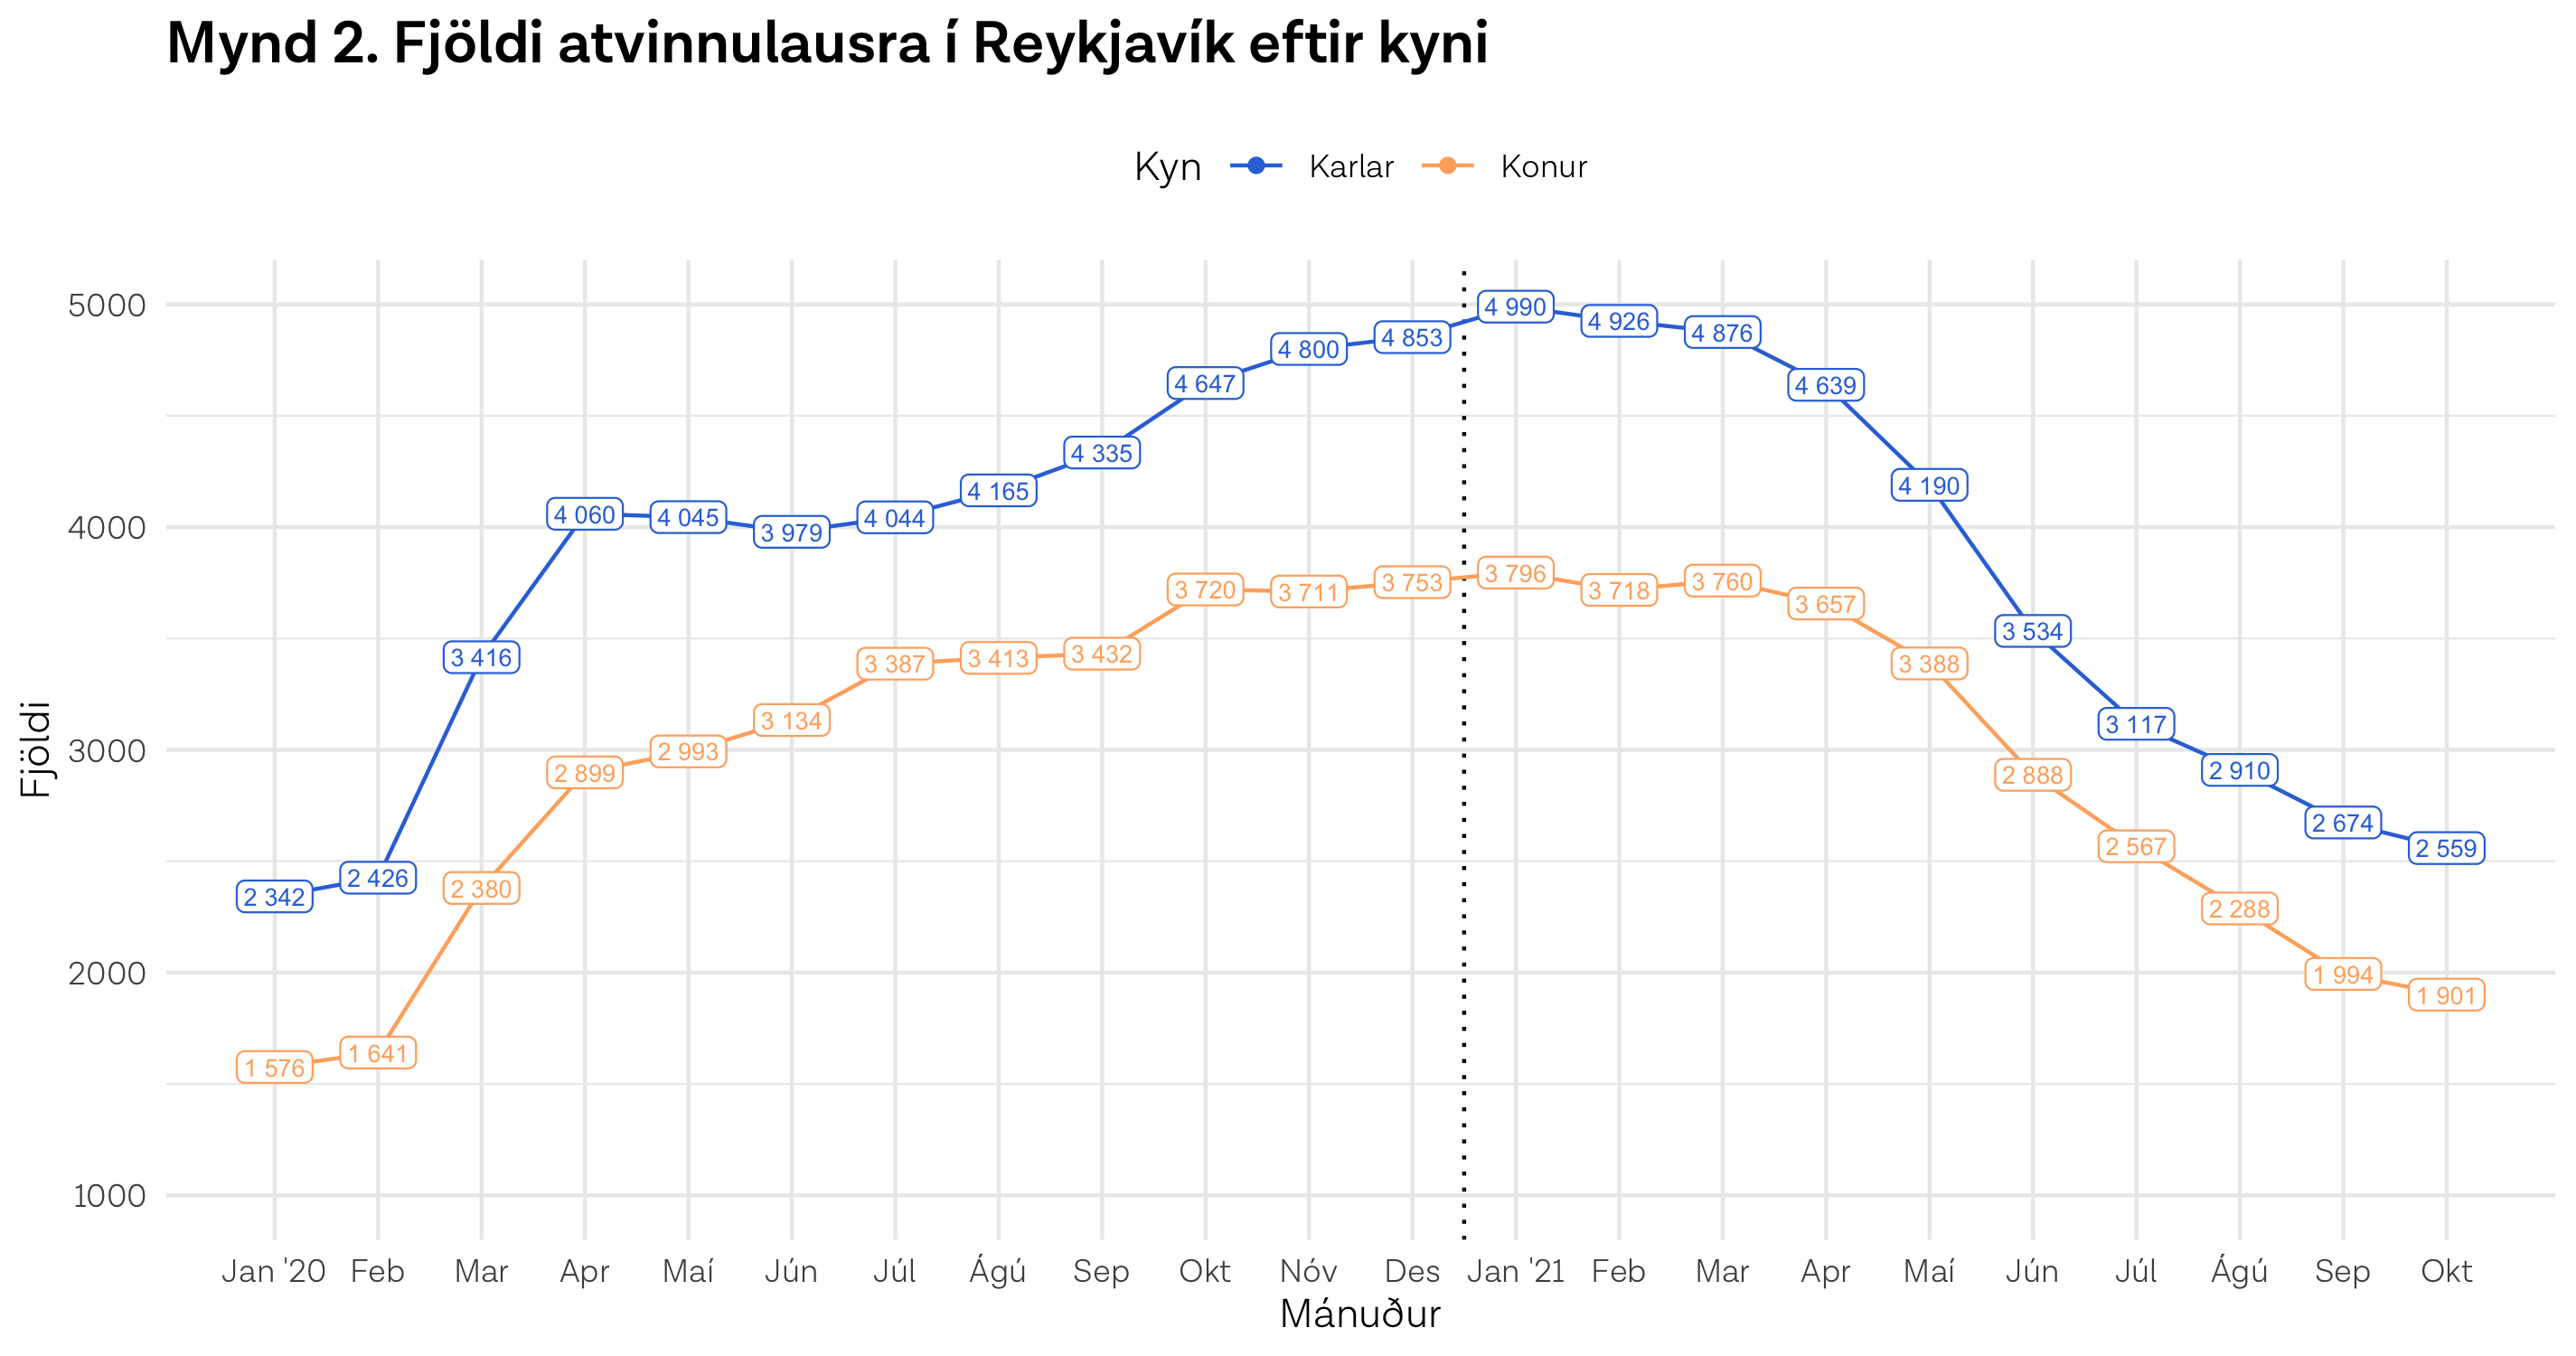 Mynd 2. Fjöldi atvinnulausra í Reykjavík eftir kyni
Kyn Karlar Konur
Fjöldi
5000
4000
3000
2000
1000
2 342 2 426 3 416 4 060 4 045 3 979 4 044 4 165 4 335 4 647 4 800 4 853 4 990 4 926 4 876 4 639 4 190 3 534 3 117 2 910 2 674 2 559
1 576 1 641 2 380 2 899 2 993 3 134 3 387 3 413 3 432 3 720 3 711 3 753 3 796 3 718 3 760 3 657 3 388 2 888 2 567 2 288 1 994 1 901
Jan '20 Feb Mar Apr Maí Jún Júl Ágú Sep Okt Nóv Des Jan '21 Feb Mar Apr Maí Jún Júl Ágú Sep Okt
Mánuður